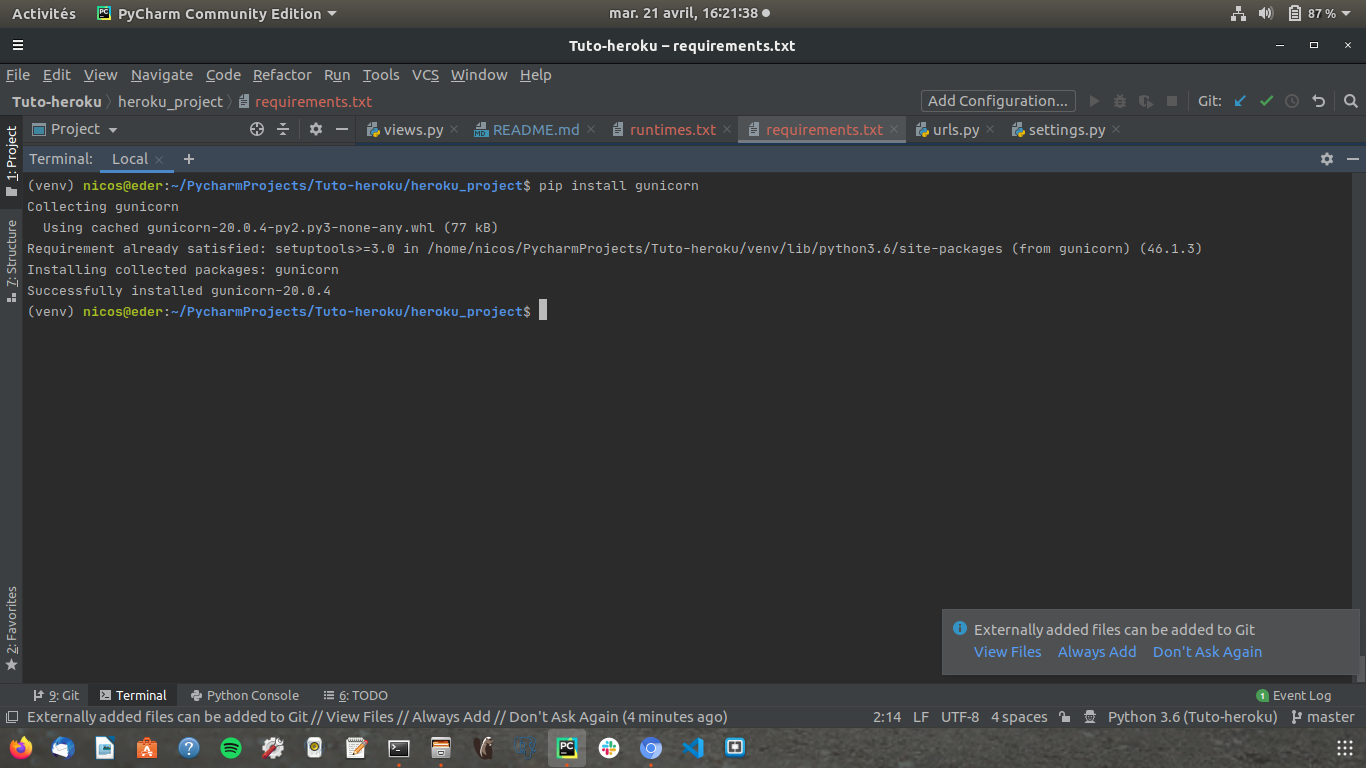 Activités PyCharm Community Edition mar. 21 avril, 16:21:38 87 %
Tuto-heroku – requirements.txt
File Edit View Navigate Code Refactor Run Tools VCS Window Help
Tuto-heroku heroku_project requirements.txt Add Configuration... Git:
1: Project Project views.py README.md runtimes.txt requirements.txt urls.py settings.py
Terminal: Local +
(venv) nicos@eder:~/PycharmProjects/Tuto-heroku/heroku_project$ pip install gunicorn
Collecting gunicorn
Using cached gunicorn-20.0.4-py2.py3-none-any.whl (77 kB)
Requirement already satisfied: setuptools>=3.0 in /home/nicos/PycharmProjects/Tuto-heroku/venv/lib/python3.6/site-packages (from gunicorn) (46.1.3)
Installing collected packages: gunicorn
Successfully installed gunicorn-20.0.4
(venv) nicos@eder:~/PycharmProjects/Tuto-heroku/heroku_project$
7: Structure
2: Favorites
Externally added files can be added to Git
View Files Always Add Don't Ask Again
9: Git Terminal Python Console 6: TODO 1 Event Log
Externally added files can be added to Git // View Files // Always Add // Don't Ask Again (4 minutes ago) 2:14 LF UTF-8 4 spaces Python 3.6 (Tuto-heroku) master